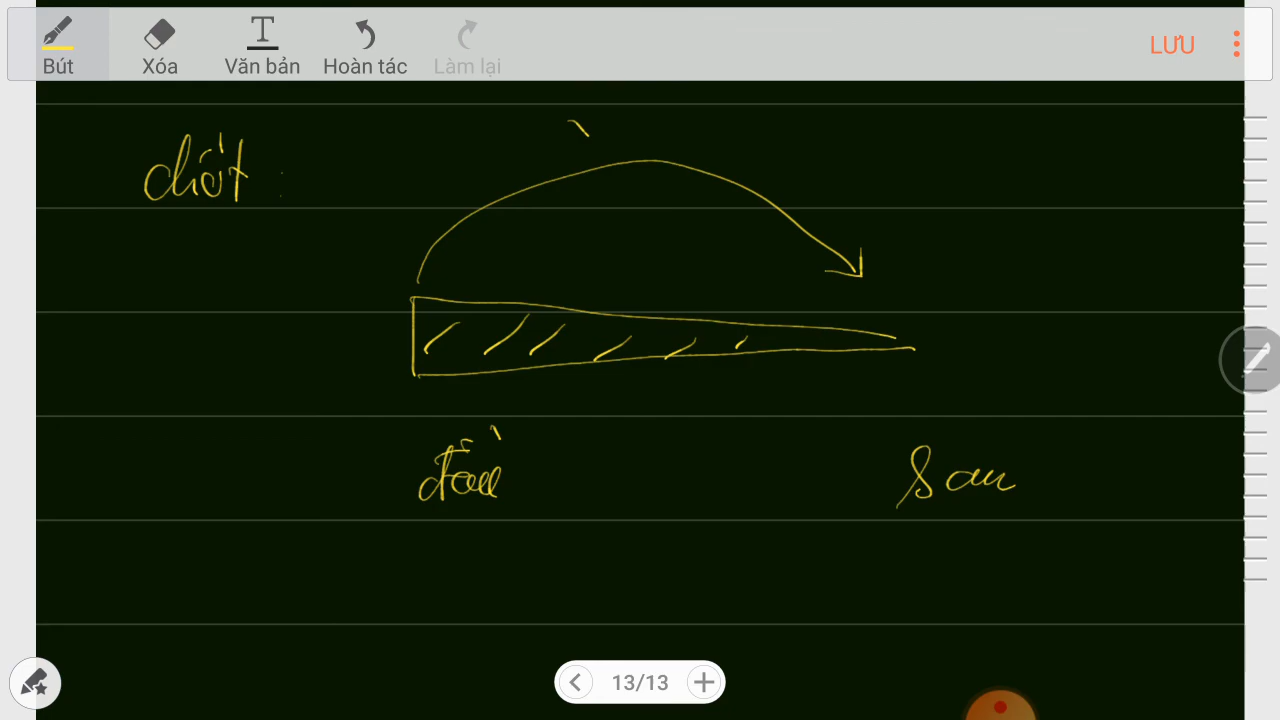 Bút Xóa Văn bản Hoàn tác Làm lại LƯU
chốt :
đầu sau
13/13